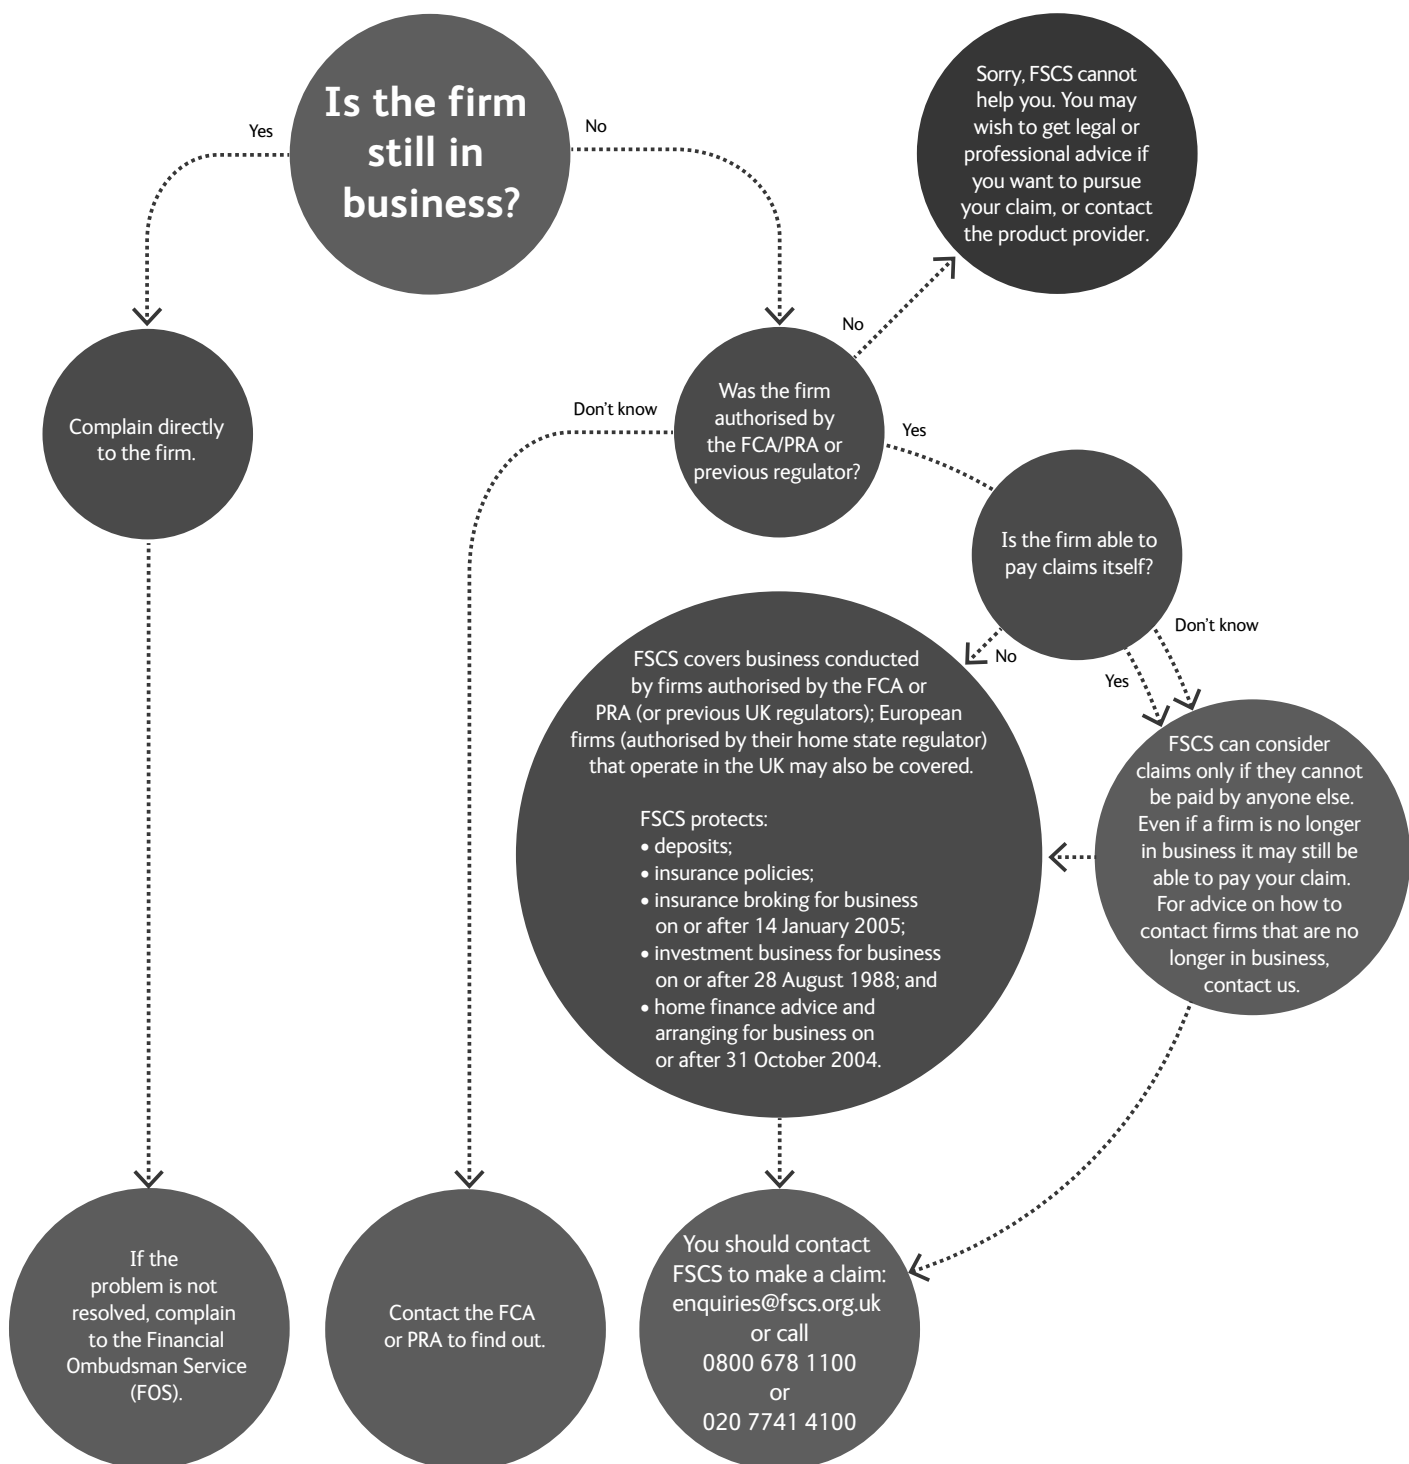 Is the firm
still in
business?
Yes
No
Sorry, FSCS cannot
help you. You may
wish to get legal or
professional advice if
you want to pursue
your claim, or contact
the product provider.
Complain directly
to the firm.
Don't know
Was the firm
authorised by
the FCA/PRA or
previous regulator?
No
Yes
Is the firm able to
pay claims itself?
No
Yes
Don't know
FSCS covers business conducted
by firms authorised by the FCA or
PRA (or previous UK regulators); European
firms (authorised by their home state regulator)
that operate in the UK may also be covered.
FSCS protects:
• deposits;
• insurance policies;
• insurance broking for business
on or after 14 January 2005;
• investment business for business
on or after 28 August 1988; and
• home finance advice and
arranging for business on
or after 31 October 2004.
FSCS can consider
claims only if they cannot
be paid by anyone else.
Even if a firm is no longer
in business it may still be
able to pay your claim.
For advice on how to
contact firms that are no
longer in business,
contact us.
If the
problem is not
resolved, complain
to the Financial
Ombudsman Service
(FOS).
Contact the FCA
or PRA to find out.
You should contact
FSCS to make a claim:
enquiries@fscs.org.uk
or call
0800 678 1100
or
020 7741 4100